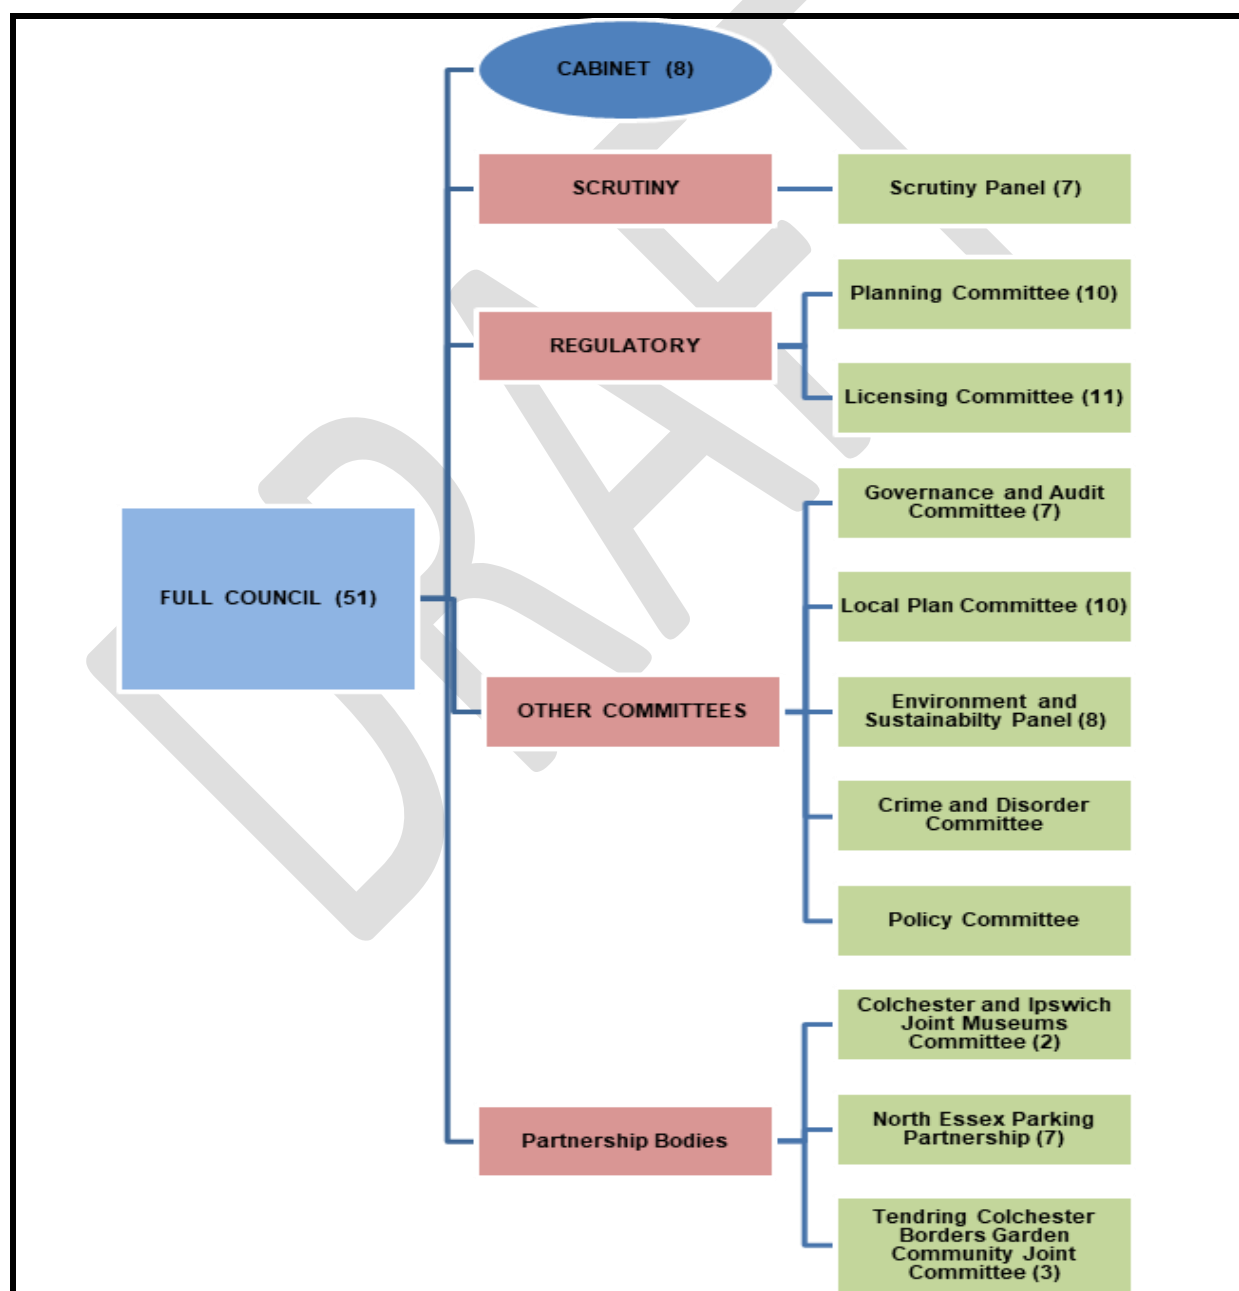 CABINET (8)
SCRUTINY
Scrutiny Panel (7)
REGULATORY
Planning Committee (10)
Licensing Committee (11)
FULL COUNCIL (51)
OTHER COMMITTEES
Governance and Audit
Committee (7)
Local Plan Committee (10)
Environment and
Sustainabilty Panel (8)
Crime and Disorder
Committee
Policy Committee
Partnership Bodies
Colchester and Ipswich
Joint Museums
Committee (2)
North Essex Parking
Partnership (7)
Tendring Colchester
Borders Garden
Community Joint
Committee (3)
DRAFT